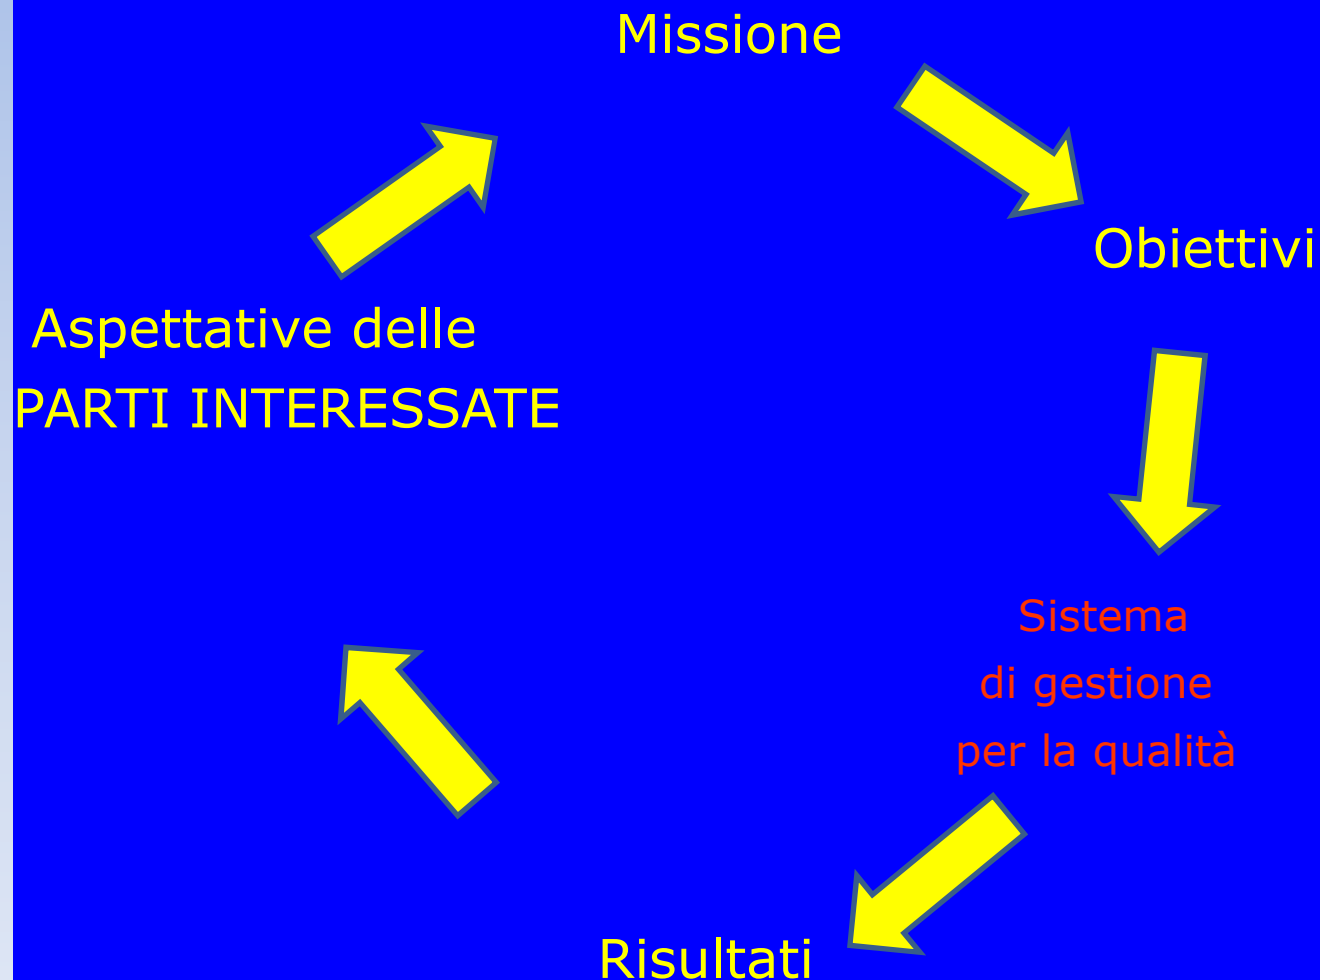 Missione
Obiettivi
Aspettative delle
PARTI INTERESSATE
Sistema
di gestione
per la qualità
Risultati